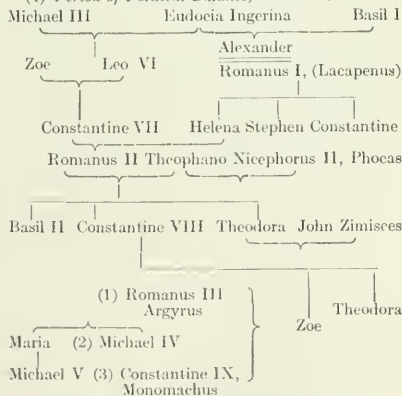 Michael III Eudocia Ingerina Basil I
Alexander
Zoe Leo VI
Romanus I, (Lacapenus)
Constantine VII Helena Stephen Constantine
Romanus II Theophano Nicephorus II, Phocas
Basil II Constantine VIII Theodora John Zimisces
(1) Romanus III
Argyrus
Theodora
Zoe
Maria (2) Michael IV
Michael V (3) Constantine IX,
Monomachus